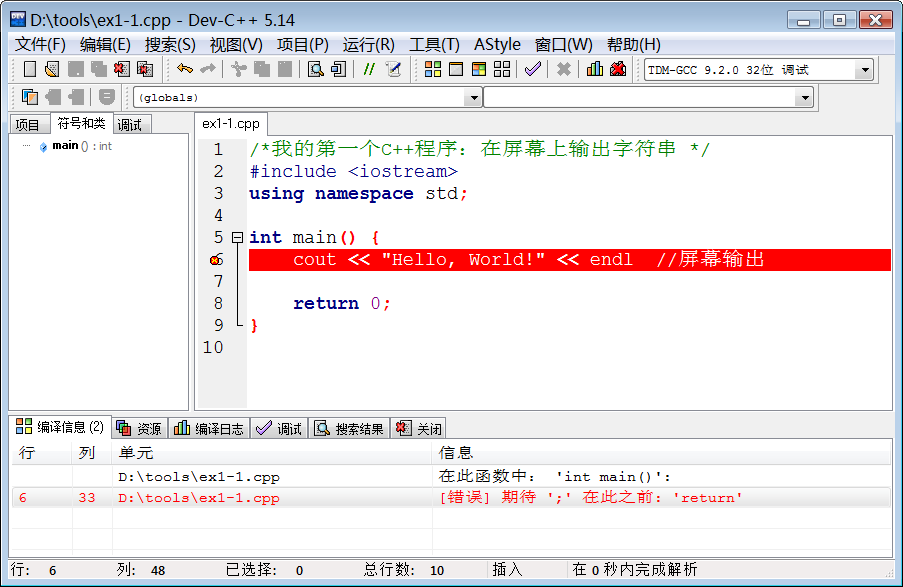 D:\tools\ex1-1.cpp - Dev-C++ 5.14
文件(F) 编辑(E) 搜索(S) 视图(V) 项目(P) 运行(R) 工具(T) AStyle 窗口(W) 帮助(H)
TDM-GCC 9.2.0 32位 调试
(globals)
项目 符号和类 调试
main () : int
ex1-1.cpp
1 /*我的第一个C++程序: 在屏幕上输出字符串 */
2 #include <iostream>
3 using namespace std;
4
5 int main() {
6 cout << "Hello, World!" << endl //屏幕输出
7
8 return 0;
9 }
10
编译信息 (2) 资源 编译日志 调试 搜索结果 关闭
行 列 单元 信息
D:\tools\ex1-1.cpp 在此函数中: 'int main()':
6 33 D:\tools\ex1-1.cpp [错误] 期待 ';' 在此之前: 'return'
行: 6 列: 48 已选择: 0 总行数: 10 插入 在 0 秒内完成解析